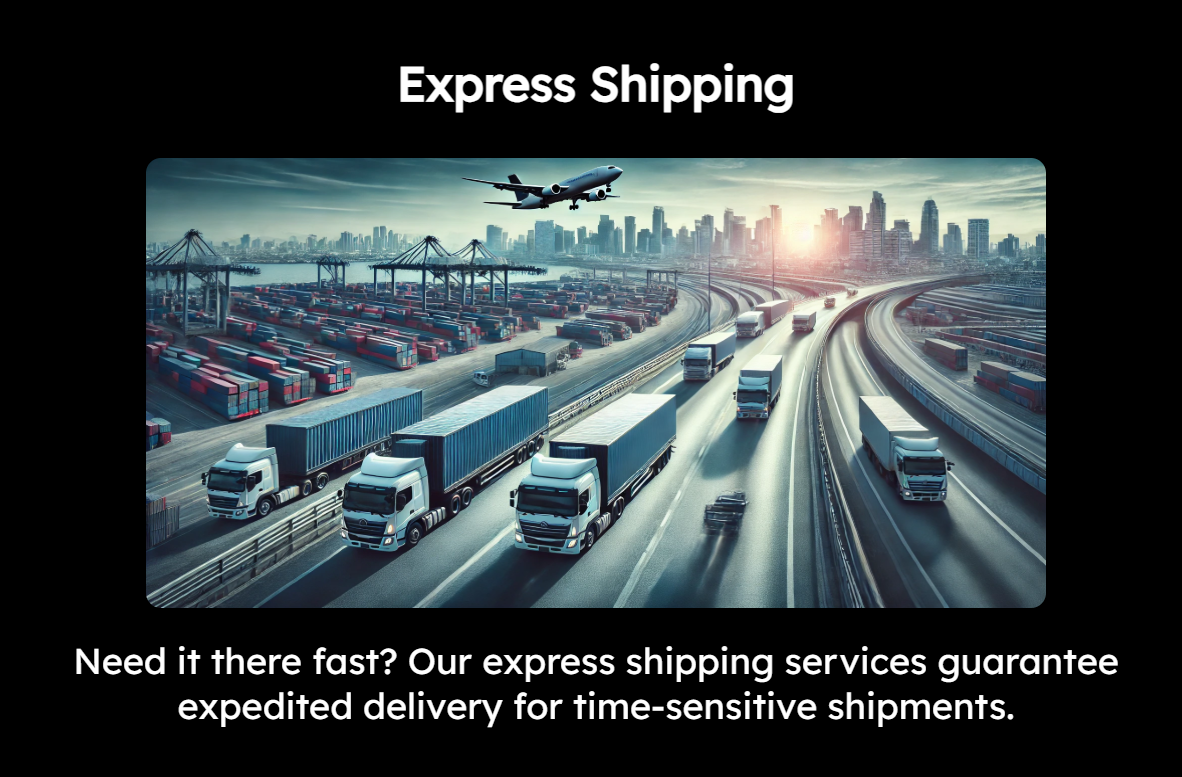 Express Shipping
Need it there fast? Our express shipping services guarantee
expedited delivery for time-sensitive shipments.